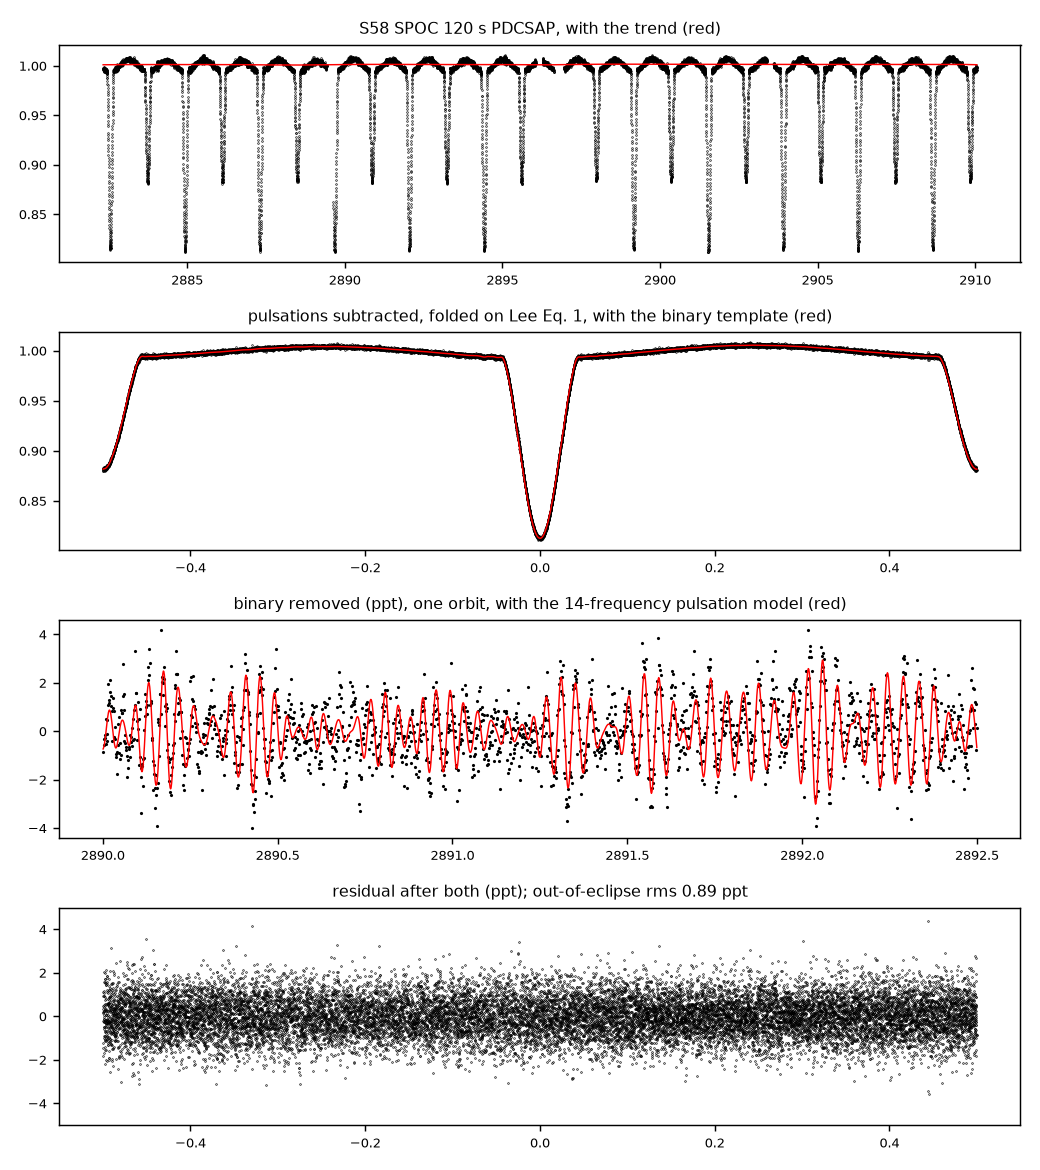 S58 SPOC 120 s PDCSAP, with the trend (red)
1.00
0.95
0.90
0.85
2885 2890 2895 2900 2905 2910
pulsations subtracted, folded on Lee Eq. 1, with the binary template (red)
1.00
0.95
0.90
0.85
−0.4 −0.2 0.0 0.2 0.4
binary removed (ppt), one orbit, with the 14-frequency pulsation model (red)
4
2
0
−2
−4
2890.0 2890.5 2891.0 2891.5 2892.0 2892.5
residual after both (ppt); out-of-eclipse rms 0.89 ppt
4
2
0
−2
−4
−0.4 −0.2 0.0 0.2 0.4